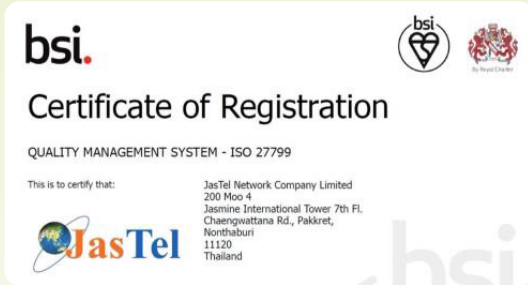 bsi.
bsi
By Royal Charter
Certificate of Registration
QUALITY MANAGEMENT SYSTEM - ISO 27799
This is to certify that:
JasTel Network Company Limited
200 Moo 4
Jasmine International Tower 7th Fl.
Chaengwattana Rd., Pakkret,
Nonthaburi
11120
Thailand
JasTel
bsi